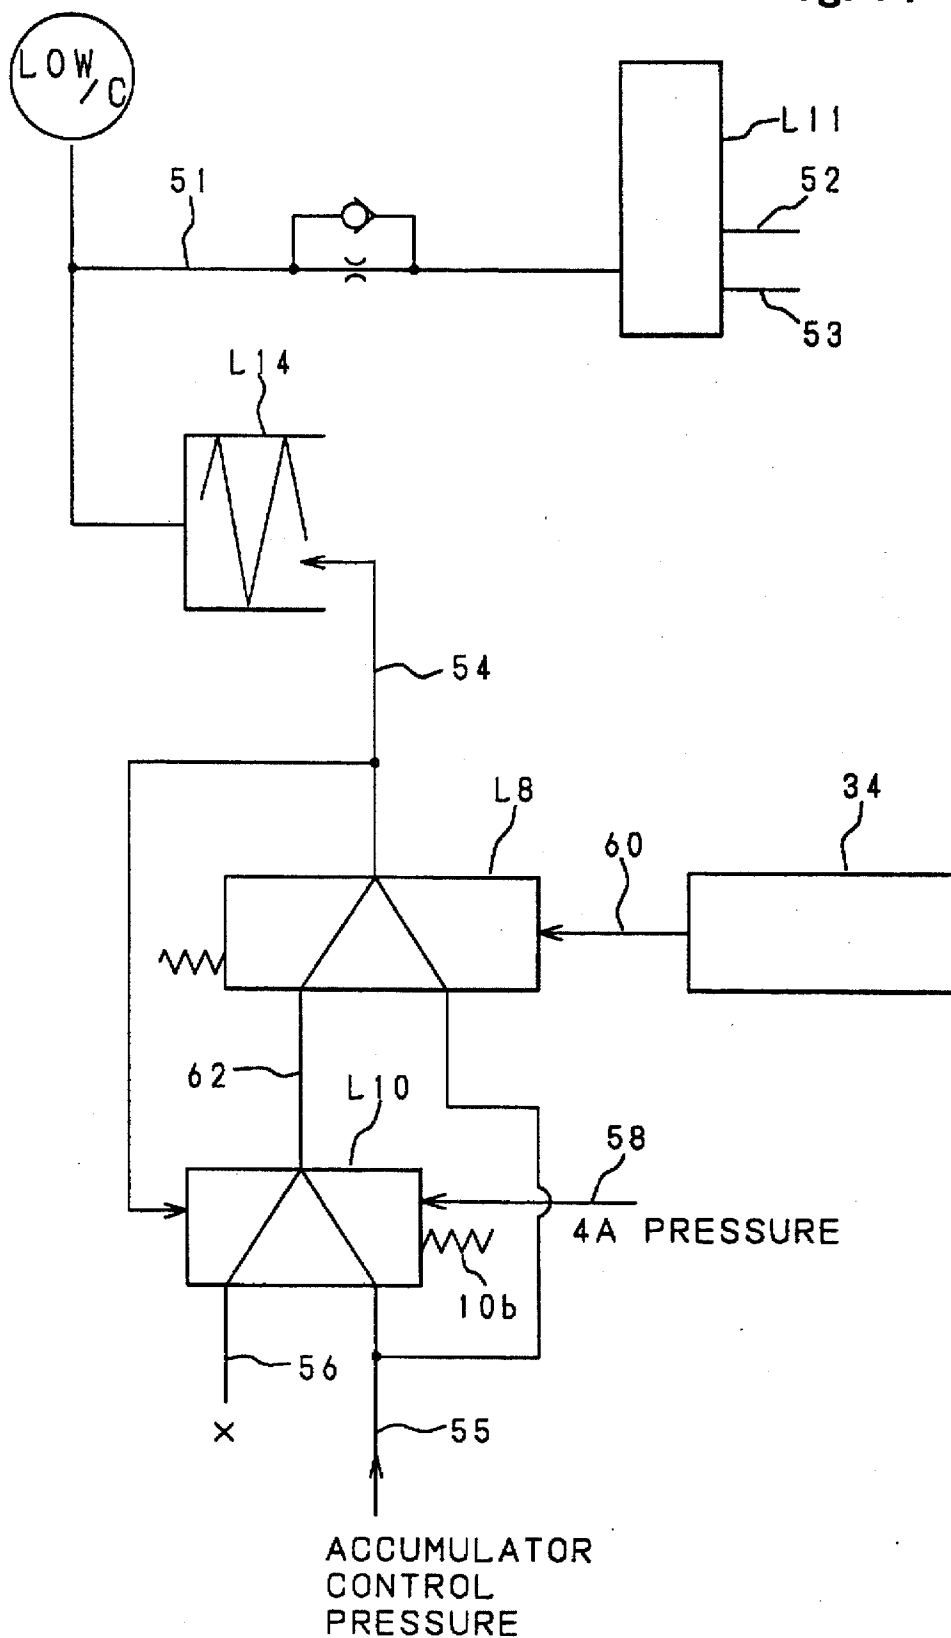 LOW/C
L11
51
52
53
L14
54
L8
34
60
62
L10
58
4A PRESSURE
10b
56
X
55
ACCUMULATOR
CONTROL
PRESSURE